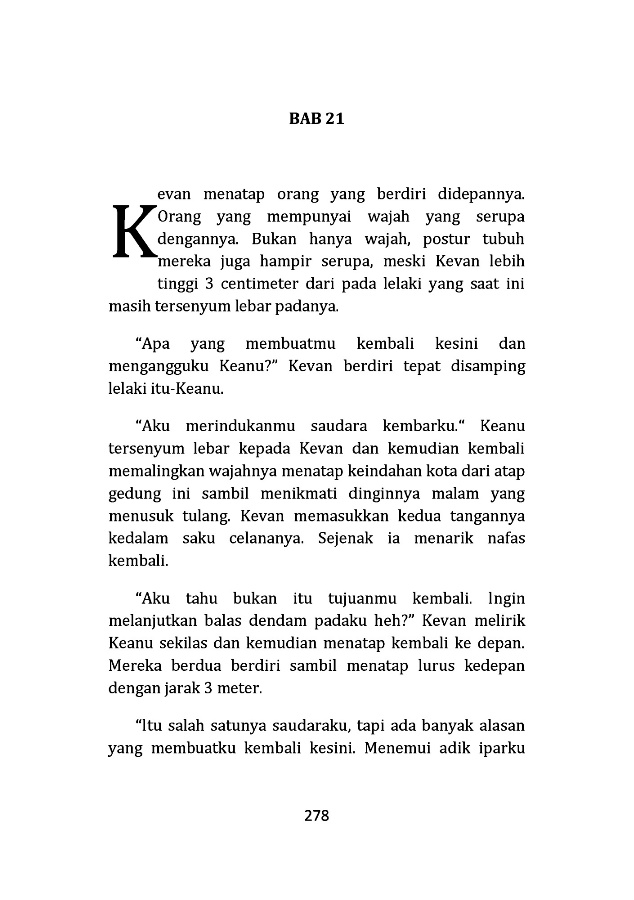 BAB 21
Kevan menatap orang yang berdiri didepannya.
Orang yang mempunyai wajah yang serupa
dengannya. Bukan hanya wajah, postur tubuh
mereka juga hampir serupa, meski Kevan lebih
tinggi 3 centimeter dari pada lelaki yang saat ini
masih tersenyum lebar padanya.
“Apa yang membuatmu kembali kesini dan
mengangguku Keanu?” Kevan berdiri tepat disamping
lelaki itu-Keanu.
“Aku merindukanmu saudara kembarku.“ Keanu
tersenyum lebar kepada Kevan dan kemudian kembali
memalingkan wajahnya menatap keindahan kota dari atap
gedung ini sambil menikmati dinginnya malam yang
menusuk tulang. Kevan memasukkan kedua tangannya
kedalam saku celananya. Sejenak ia menarik nafas
kembali.
“Aku tahu bukan itu tujuanmu kembali. Ingin
melanjutkan balas dendam padaku heh?” Kevan melirik
Keanu sekilas dan kemudian menatap kembali ke depan.
Mereka berdua berdiri sambil menatap lurus kedepan
dengan jarak 3 meter.
“Itu salah satunya saudaraku, tapi ada banyak alasan
yang membuatku kembali kesini. Menemui adik iparku
278